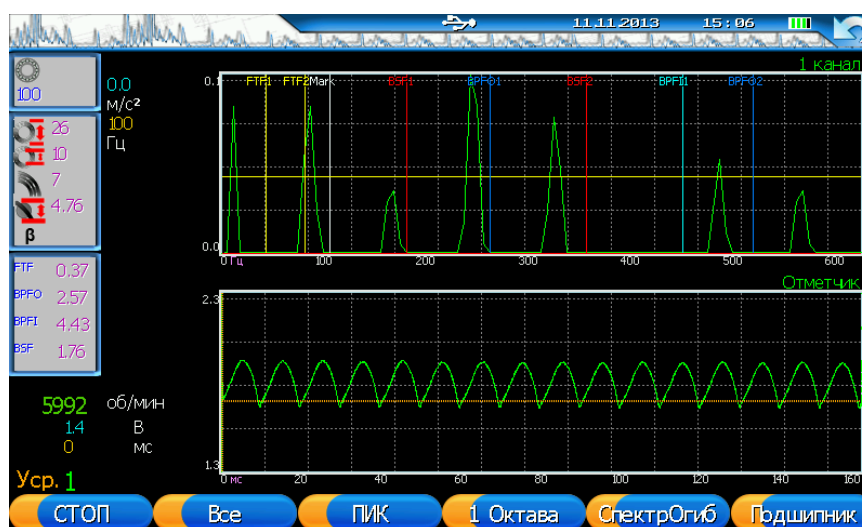 11.11.2013 15:06
1 канал
100
0.0
м/с²
100
Гц
0.1
FTF1 FTF2 Mark BSF1 BPFO1 BSF2 BPFI1 BPFO2
26
10
7
4.76
β
0.0
0 Гц 100 200 300 400 500 600
FTF 0.37
BPFO 2.57
BPFI 4.43
BSF 1.76
Отметчик
2.3
5992 об/мин
1.4 В
0 мс
1.3
0 мс 20 40 60 80 100 120 140 160
Уср. 1
СТОП Все ПИК 1 Октава СпектрОгиб Подшипник